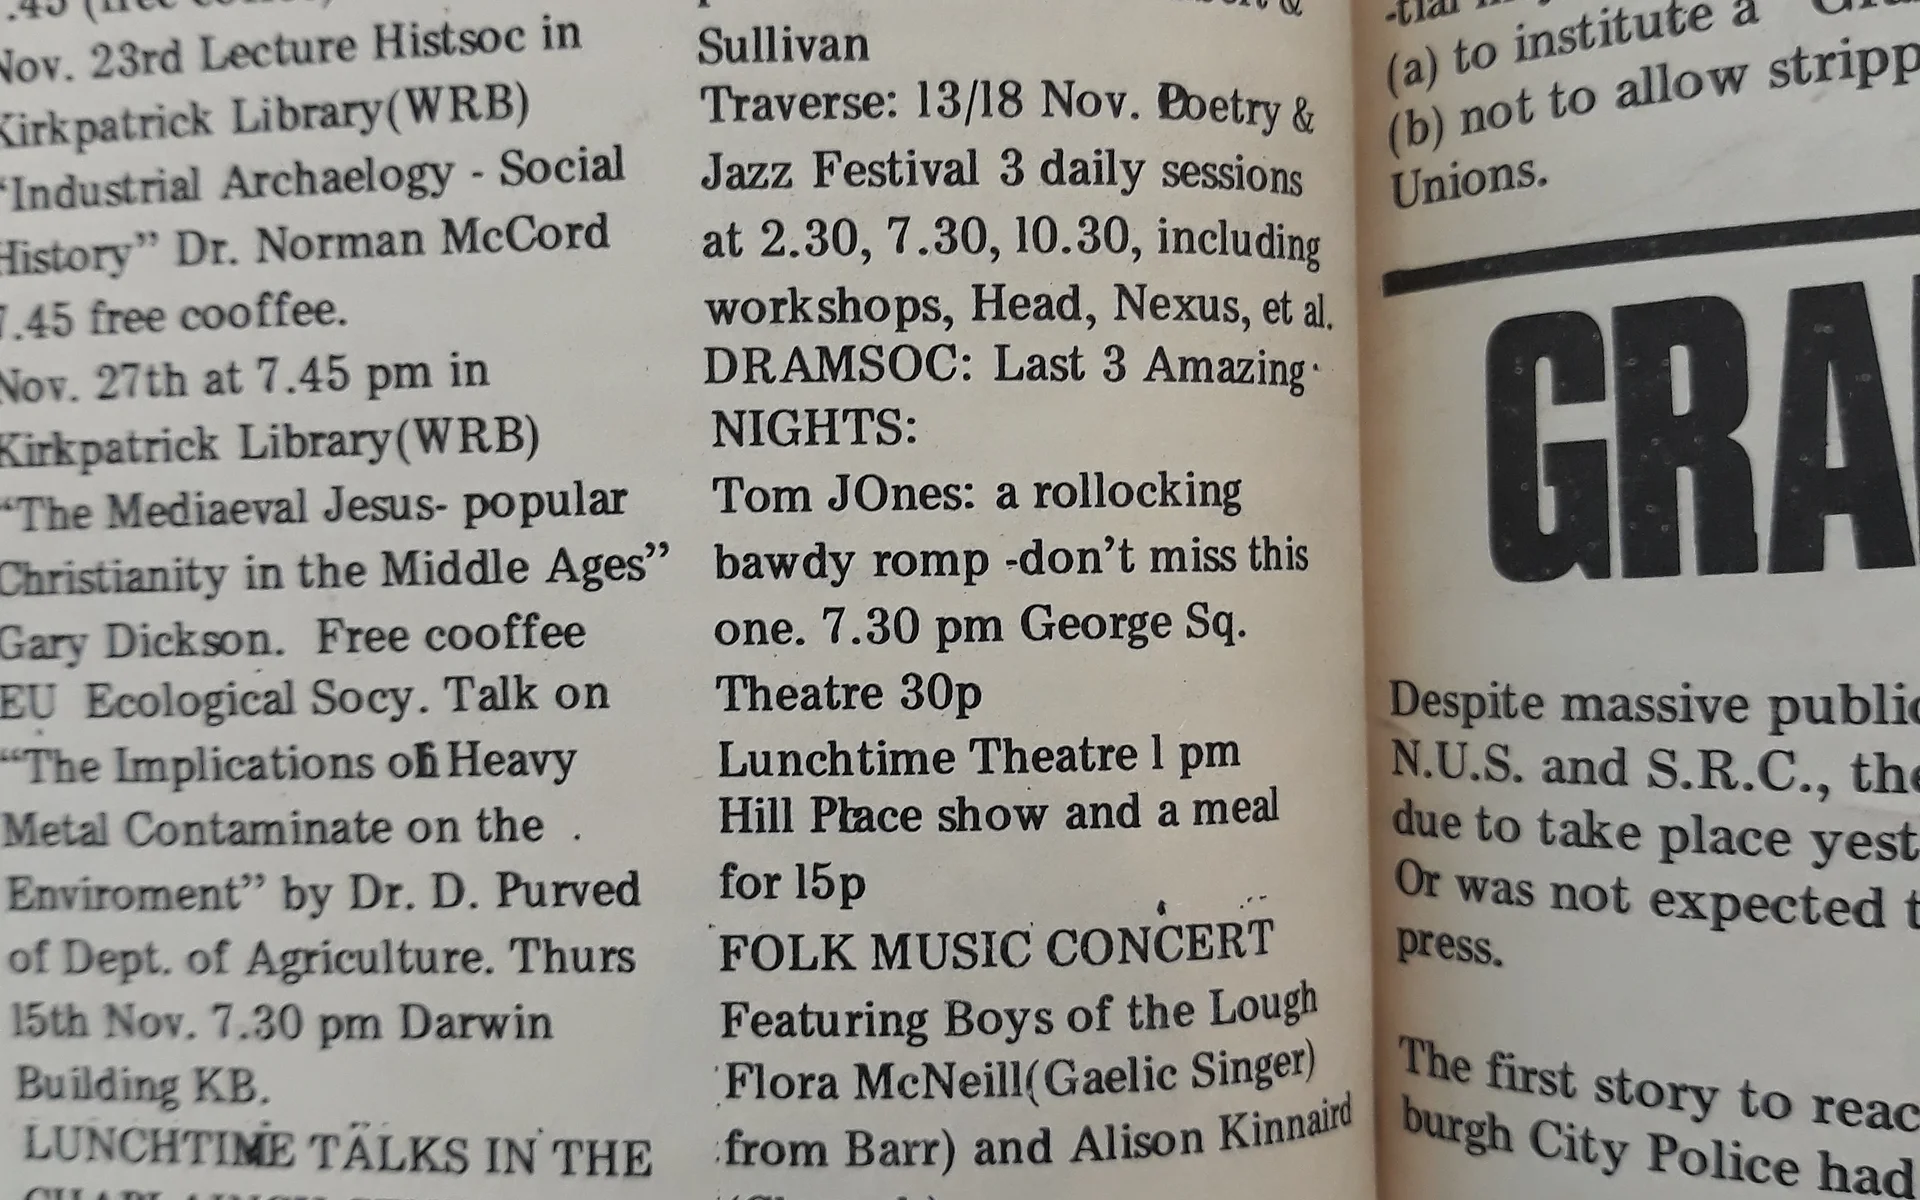 .45
Nov. 23rd Lecture Histsoc in
Kirkpatrick Library(WRB)
"Industrial Archaelogy - Social
History" Dr. Norman McCord
7.45 free cooffee.
Nov. 27th at 7.45 pm in
Kirkpatrick Library(WRB)
"The Mediaeval Jesus- popular
Christianity in the Middle Ages"
Gary Dickson. Free cooffee
EU Ecological Socy. Talk on
"The Implications of Heavy
Metal Contaminate on the .
Enviroment" by Dr. D. Purved
of Dept. of Agriculture. Thurs
15th Nov. 7.30 pm Darwin
Building KB.
LUNCHTIME TALKS IN THE
Sullivan
Traverse: 13/18 Nov. Poetry &
Jazz Festival 3 daily sessions
at 2.30, 7.30, 10.30, including
workshops, Head, Nexus, et al.
DRAMSOC: Last 3 Amazing
NIGHTS:
Tom JOnes: a rollocking
bawdy romp -don't miss this
one. 7.30 pm George Sq.
Theatre 30p
Lunchtime Theatre 1 pm
Hill Place show and a meal
for 15p
FOLK MUSIC CONCERT
Featuring Boys of the Lough
Flora McNeill(Gaelic Singer)
from Barr) and Alison Kinnaird
(a) to institute a
(b) not to allow stripp
Unions.
GRA
Despite massive public
N.U.S. and S.R.C., the
due to take place yest
Or was not expected t
press.
The first story to reac
burgh City Police had